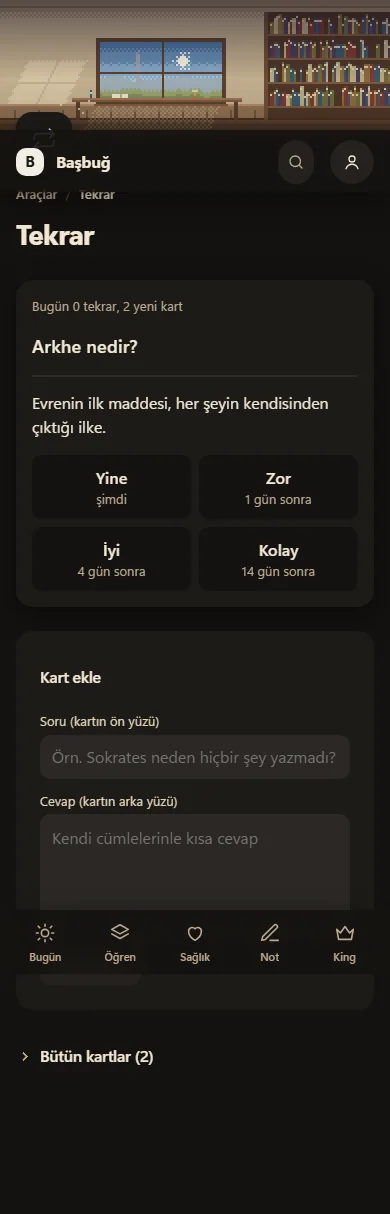 B Başbuğ
Araçlar / Tekrar
Tekrar
Bugün 0 tekrar, 2 yeni kart
Arkhe nedir?
Evrenin ilk maddesi, her şeyin kendisinden
çıktığı ilke.
Yine
şimdi
Zor
1 gün sonra
İyi
4 gün sonra
Kolay
14 gün sonra
Kart ekle
Soru (kartın ön yüzü)
Örn. Sokrates neden hiçbir şey yazmadı?
Cevap (kartın arka yüzü)
Kendi cümlelerinle kısa cevap
Bugün
Öğren
Sağlık
Not
King
Bütün kartlar (2)